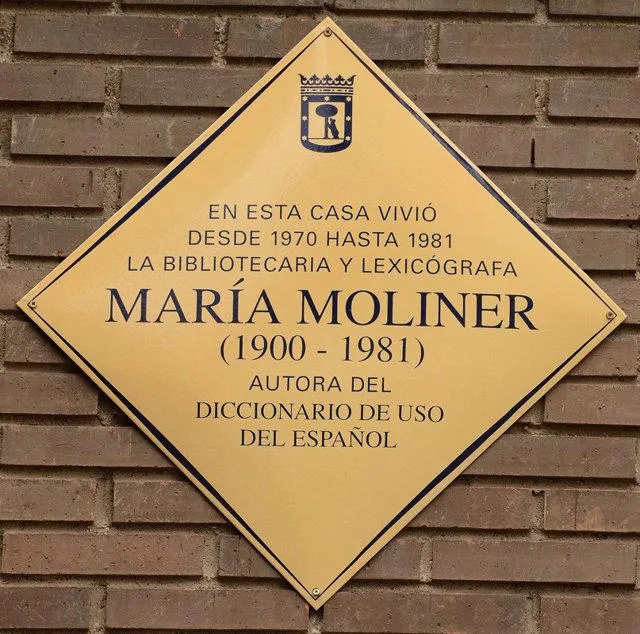 EN ESTA CASA VIVIÓ
DESDE 1970 HASTA 1981
LA BIBLIOTECARIA Y LEXICÓGRAFA
MARÍA MOLINER
(1900 - 1981)
AUTORA DEL
DICCIONARIO DE USO
DEL ESPAÑOL